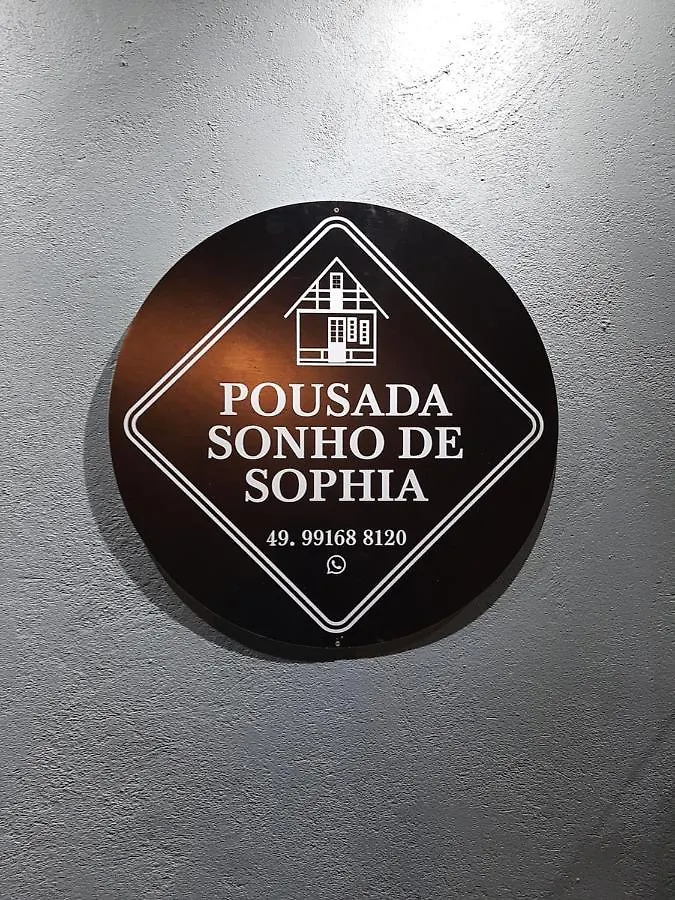 POUSADA
SONHO DE
SOPHIA
49. 99168 8120